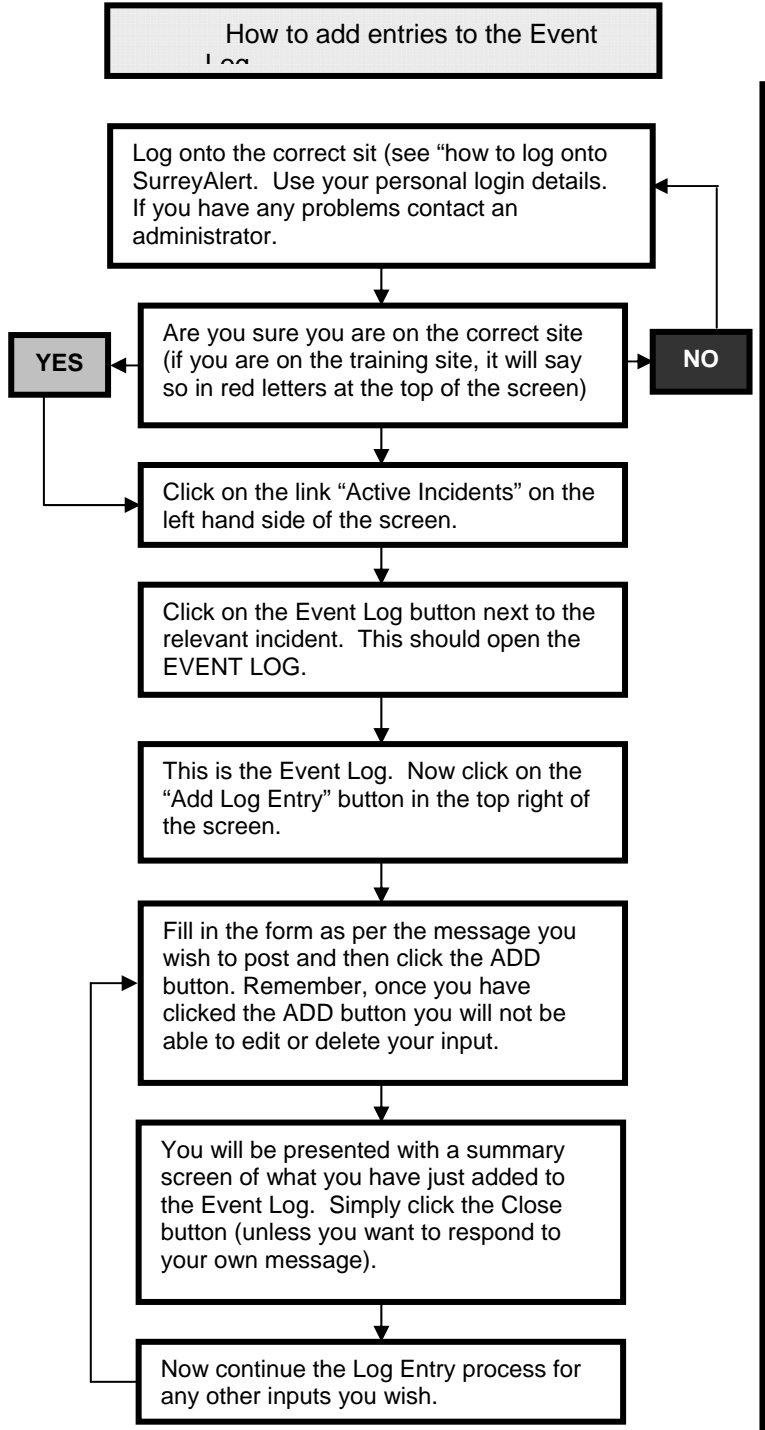 How to add entries to the Event
Log
Log onto the correct sit (see “how to log onto
SurreyAlert.  Use your personal login details.
If you have any problems contact an
administrator.
Are you sure you are on the correct site
(if you are on the training site, it will say
so in red letters at the top of the screen)
YES
NO
Click on the link “Active Incidents” on the
left hand side of the screen.
Click on the Event Log button next to the
relevant incident.  This should open the
EVENT LOG.
This is the Event Log.  Now click on the
“Add Log Entry” button in the top right of
the screen.
Fill in the form as per the message you
wish to post and then click the ADD
button. Remember, once you have
clicked the ADD button you will not be
able to edit or delete your input.
You will be presented with a summary
screen of what you have just added to
the Event Log.  Simply click the Close
button (unless you want to respond to
your own message).
Now continue the Log Entry process for
any other inputs you wish.